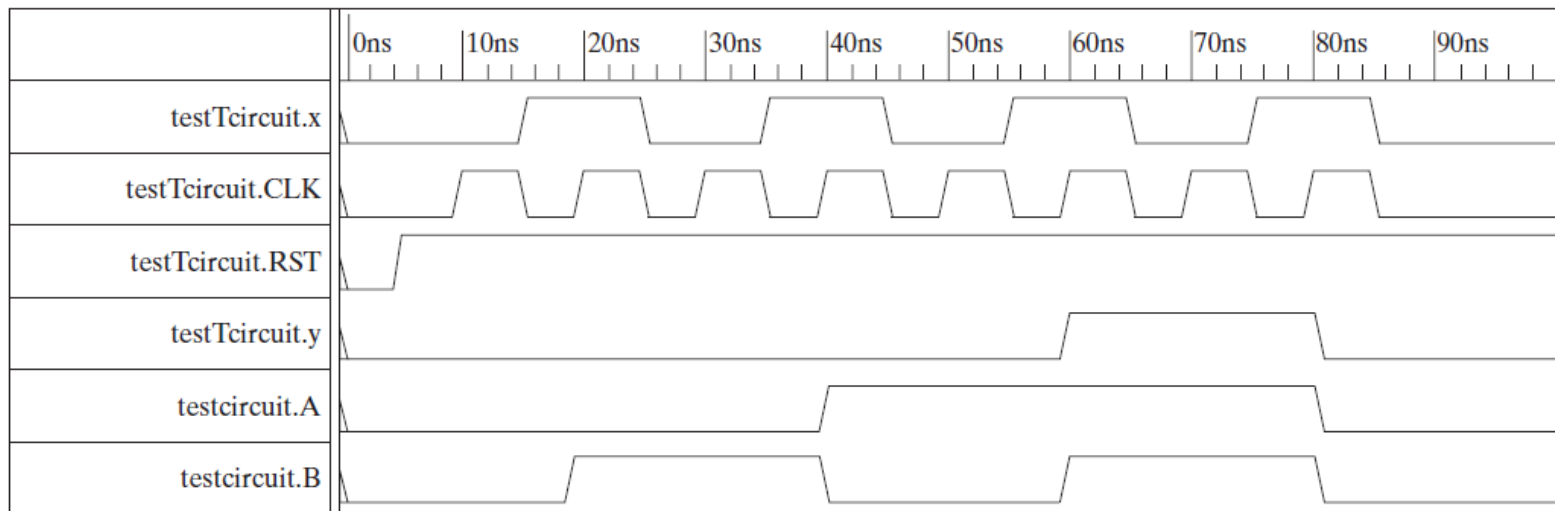 0ns 10ns 20ns 30ns 40ns 50ns 60ns 70ns 80ns 90ns
testTcircuit.x
testTcircuit.CLK
testTcircuit.RST
testTcircuit.y
testcircuit.A
testcircuit.B